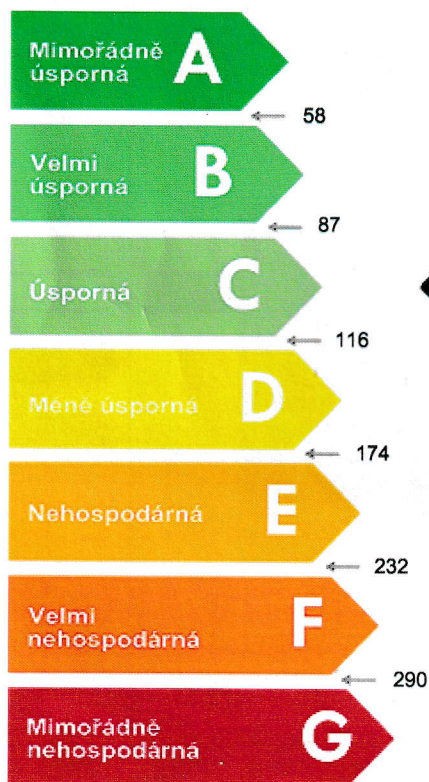 Mimořádně
úsporná
A
58
Velmi
úsporná
B
87
Úsporná
C
116
Méně úsporná
D
174
Nehospodárná
E
232
Velmi
nehospodárná
F
290
Mimořádně
nehospodárná
G